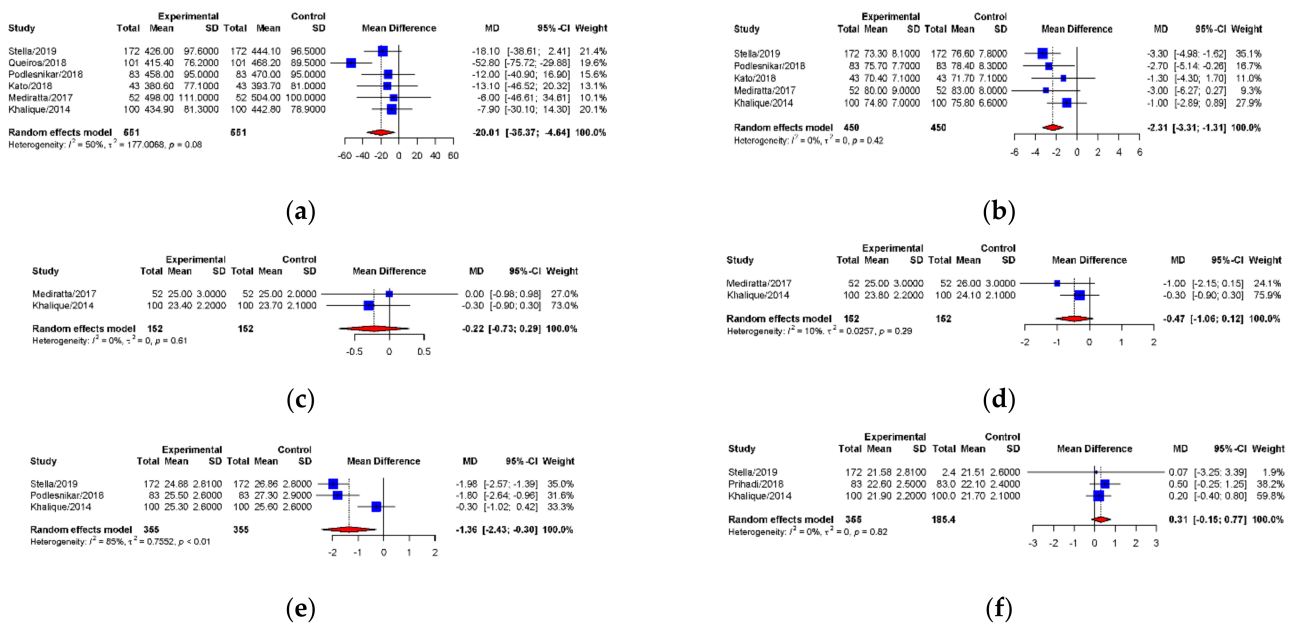 Experimental Control
Study Total Mean SD Total Mean SD Mean Difference MD 95%-CI Weight
Stella/2019 172 426.00 97.6000 172 444.10 96.5000 -18.10 [-38.61; 2.41] 21.4%
Queiros/2018 101 415.40 76.2000 101 468.20 89.5000 -52.80 [-75.72; -29.88] 19.6%
Podlesnikar/2018 83 458.00 95.0000 83 470.00 95.0000 -12.00 [-40.90; 16.90] 15.6%
Kato/2018 43 380.60 77.1000 43 393.70 81.0000 -13.10 [-46.52; 20.32] 13.1%
Mediratta/2017 52 498.00 111.0000 52 504.00 100.0000 -6.00 [-46.61; 34.61] 10.1%
Khalique/2014 100 434.90 81.3000 100 442.80 78.9000 -7.90 [-30.10; 14.30] 20.1%
Random effects model 551 551 -20.01 [-35.37; -4.64] 100.0%
Heterogeneity: I² = 50%, τ² = 177.0068, p = 0.08
-60 -40 -20 0 20 40 60
(a)
Experimental Control
Study Total Mean SD Total Mean SD Mean Difference MD 95%-CI Weight
Stella/2019 172 73.30 8.1000 172 76.60 7.8000 -3.30 [-4.98; -1.62] 35.1%
Podlesnikar/2018 83 75.70 7.7000 83 78.40 8.3000 -2.70 [-5.14; -0.26] 16.7%
Kato/2018 43 70.40 7.1000 43 71.70 7.1000 -1.30 [-4.30; 1.70] 11.0%
Mediratta/2017 52 80.00 9.0000 52 83.00 8.0000 -3.00 [-6.27; 0.27] 9.3%
Khalique/2014 100 74.80 7.0000 100 75.80 6.6000 -1.00 [-2.89; 0.89] 27.9%
Random effects model 450 450 -2.31 [-3.31; -1.31] 100.0%
Heterogeneity: I² = 0%, τ² = 0, p = 0.42
-6 -4 -2 0 2 4 6
(b)
Experimental Control
Study Total Mean SD Total Mean SD Mean Difference MD 95%-CI Weight
Mediratta/2017 52 25.00 3.0000 52 25.00 2.0000 0.00 [-0.98; 0.98] 27.0%
Khalique/2014 100 23.40 2.2000 100 23.70 2.1000 -0.30 [-0.90; 0.30] 73.0%
Random effects model 152 152 -0.22 [-0.73; 0.29] 100.0%
Heterogeneity: I² = 0%, τ² = 0, p = 0.61
-0.5 0 0.5
(c)
Experimental Control
Study Total Mean SD Total Mean SD Mean Difference MD 95%-CI Weight
Mediratta/2017 52 25.00 3.0000 52 26.00 3.0000 -1.00 [-2.15; 0.15] 24.1%
Khalique/2014 100 23.80 2.2000 100 24.10 2.1000 -0.30 [-0.90; 0.30] 75.9%
Random effects model 152 152 -0.47 [-1.06; 0.12] 100.0%
Heterogeneity: I² = 10%, τ² = 0.0257, p = 0.29
-2 -1 0 1 2
(d)
Experimental Control
Study Total Mean SD Total Mean SD Mean Difference MD 95%-CI Weight
Stella/2019 172 24.88 2.8100 172 26.86 2.8000 -1.98 [-2.57; -1.39] 35.0%
Podlesnikar/2018 83 25.50 2.6000 83 27.30 2.9000 -1.80 [-2.64; -0.96] 31.6%
Khalique/2014 100 25.30 2.6000 100 25.60 2.6000 -0.30 [-1.02; 0.42] 33.3%
Random effects model 355 355 -1.36 [-2.43; -0.30] 100.0%
Heterogeneity: I² = 85%, τ² = 0.7552, p < 0.01
-2 -1 0 1 2
(e)
Experimental Control
Study Total Mean SD Total Mean SD Mean Difference MD 95%-CI Weight
Stella/2019 172 21.58 2.8100 2.4 21.51 2.6000 0.07 [-3.25; 3.39] 1.9%
Prihadi/2018 83 22.60 2.5000 83.0 22.10 2.4000 0.50 [-0.25; 1.25] 38.3%
Khalique/2014 100 21.90 2.2000 100.0 21.70 2.1000 0.20 [-0.40; 0.80] 59.8%
Random effects model 355 185.4 0.31 [-0.15; 0.77] 100.0%
Heterogeneity: I² = 0%, τ² = 0, p = 0.82
-3 -2 -1 0 1 2 3
(f)